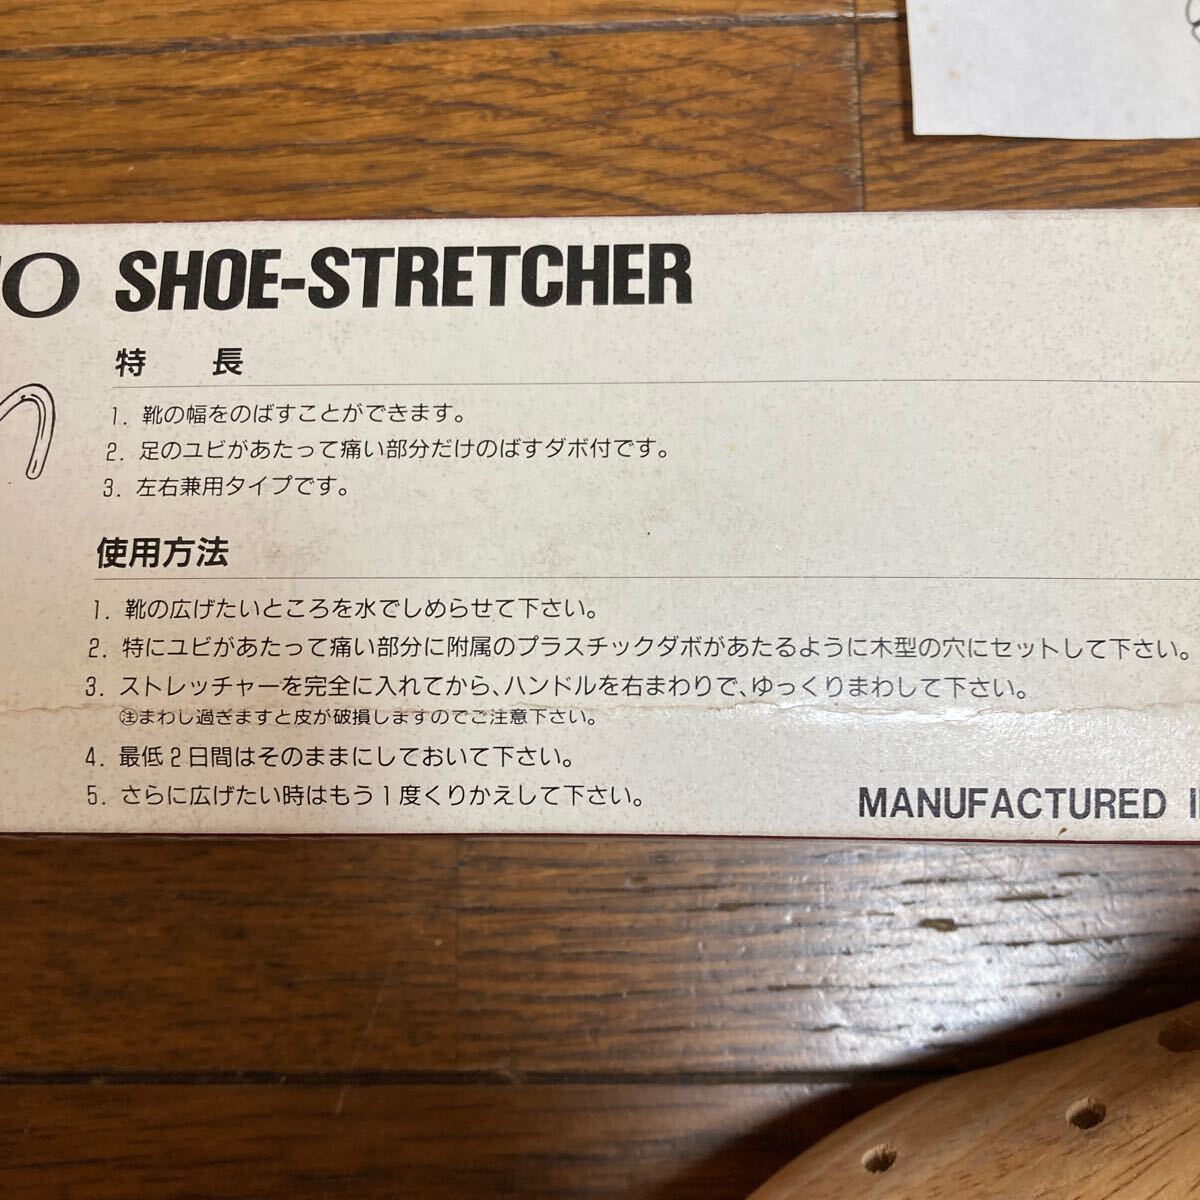 SHOE-STRETCHER
特　長
1. 靴の幅をのばすことができます。
2. 足のユビがあたって痛い部分だけのばすダボ付です。
3. 左右兼用タイプです。
使用方法
1. 靴の広げたいところを水でしめらせて下さい。
2. 特にユビがあたって痛い部分に附属のプラスチックダボがあたるように木型の穴にセットして下さい。
3. ストレッチャーを完全に入れてから、ハンドルを右まわりで、ゆっくりまわして下さい。
㊟まわし過ぎますと皮が破損しますのでご注意下さい。
4. 最低2日間はそのままにしておいて下さい。
5. さらに広げたい時はもう1度くりかえして下さい。
MANUFACTURED